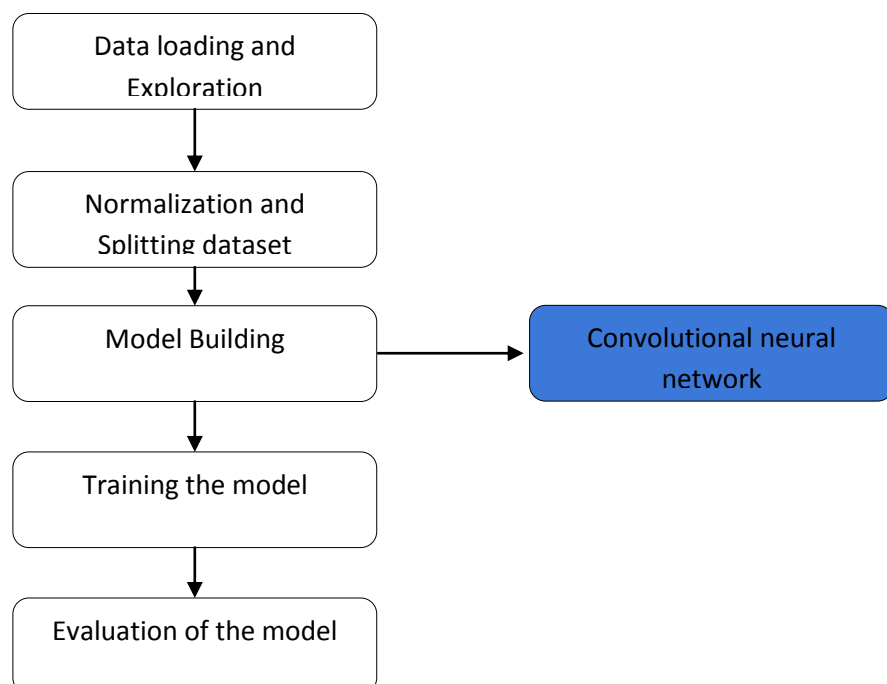 Data loading and
Exploration
Normalization and
Splitting dataset
Model Building
Convolutional neural
network
Training the model
Evaluation of the model